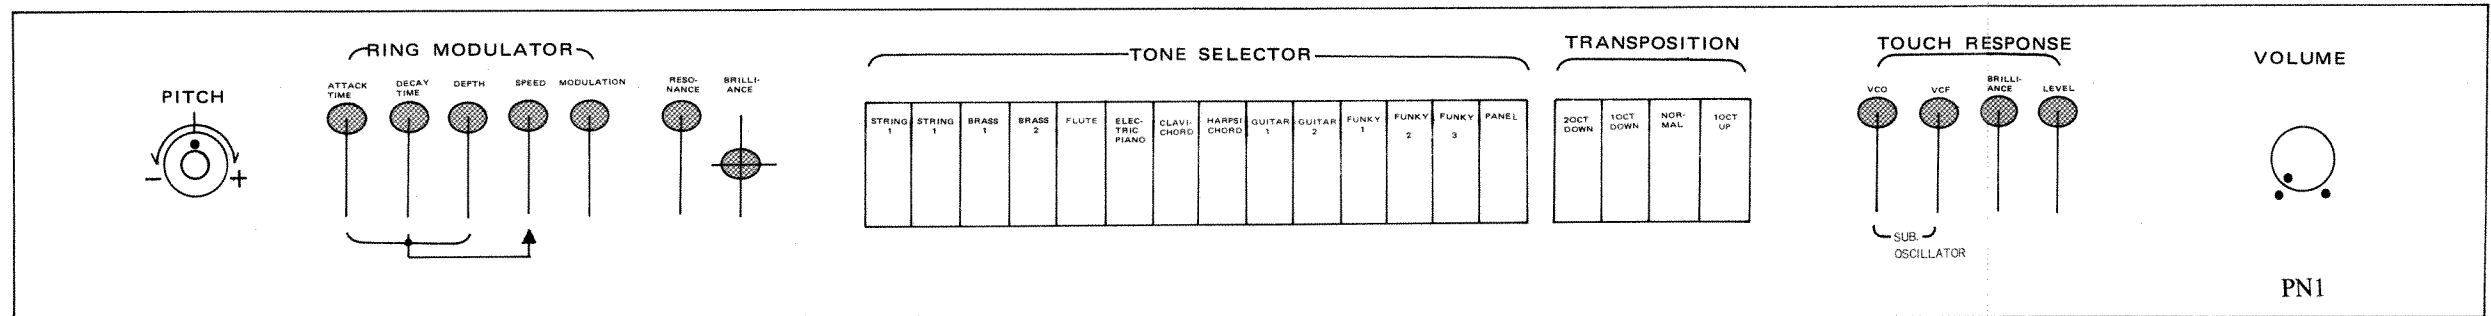 PITCH
−
+
RING MODULATOR
ATTACK
TIME
DECAY
TIME
DEPTH
SPEED
MODULATION
RESO-
NANCE
BRILLI-
ANCE
TONE SELECTOR
STRING
1
STRING
1
BRASS
1
BRASS
2
FLUTE
ELEC-
TRIC
PIANO
CLAVI-
CHORD
HARPSI
CHORD
GUITAR
1
GUITAR
2
FUNKY
1
FUNKY
2
FUNKY
3
PANEL
TRANSPOSITION
2OCT
DOWN
1OCT
DOWN
NOR-
MAL
1OCT
UP
TOUCH RESPONSE
VCO
VCF
BRILLI-
ANCE
LEVEL
SUB.
OSCILLATOR
VOLUME
PN1